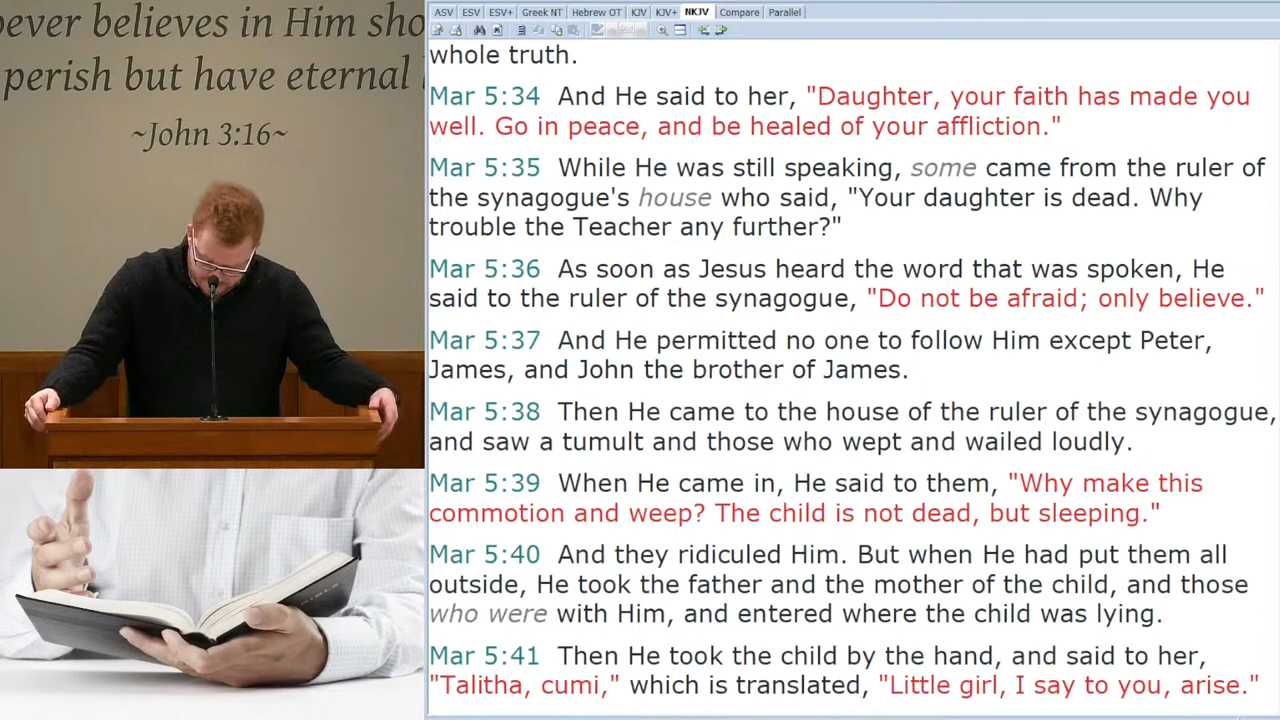 oever believes in Him sho
perish but have eternal
~John 3:16~
ASV ESV ESV+ Greek NT Hebrew OT KJV KJV+ NKJV Compare Parallel
whole truth.
Mar 5:34 And He said to her, "Daughter, your faith has made you
well. Go in peace, and be healed of your affliction."
Mar 5:35 While He was still speaking, some came from the ruler of
the synagogue's house who said, "Your daughter is dead. Why
trouble the Teacher any further?"
Mar 5:36 As soon as Jesus heard the word that was spoken, He
said to the ruler of the synagogue, "Do not be afraid; only believe."
Mar 5:37 And He permitted no one to follow Him except Peter,
James, and John the brother of James.
Mar 5:38 Then He came to the house of the ruler of the synagogue,
and saw a tumult and those who wept and wailed loudly.
Mar 5:39 When He came in, He said to them, "Why make this
commotion and weep? The child is not dead, but sleeping."
Mar 5:40 And they ridiculed Him. But when He had put them all
outside, He took the father and the mother of the child, and those
who were with Him, and entered where the child was lying.
Mar 5:41 Then He took the child by the hand, and said to her,
"Talitha, cumi," which is translated, "Little girl, I say to you, arise."